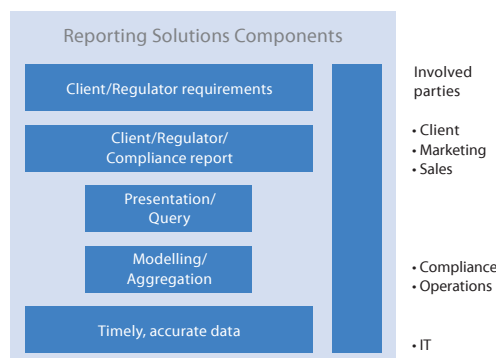 Reporting Solutions Components
Client/Regulator requirements
Client/Regulator/
Compliance report
Presentation/
Query
Modelling/
Aggregation
Timely, accurate data
Involved
parties
• Client
• Marketing
• Sales
• Compliance
• Operations
• IT